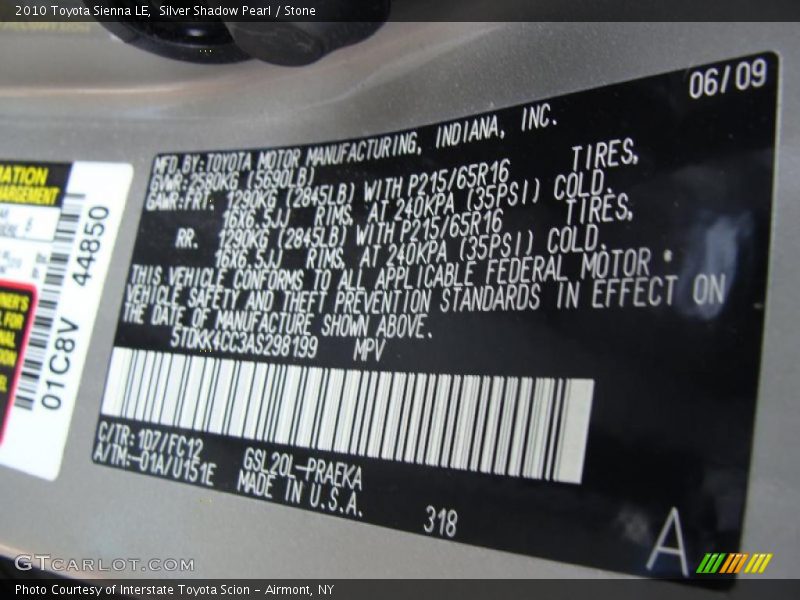 2010 Toyota Sienna LE, Silver Shadow Pearl / Stone
06/09
MFD.BY:TOYOTA MOTOR MANUFACTURING, INDIANA, INC.
GVWR:2580KG (5690LB)
GAWR:FRT. 1290KG (2845LB) WITH P215/65R16 TIRES,
16X6.5JJ RIMS, AT 240KPA (35PSI) COLD.
RR. 1290KG (2845LB) WITH P215/65R16 TIRES,
16X6.5JJ RIMS, AT 240KPA (35PSI) COLD.
THIS VEHICLE CONFORMS TO ALL APPLICABLE FEDERAL MOTOR
VEHICLE SAFETY AND THEFT PREVENTION STANDARDS IN EFFECT ON
THE DATE OF MANUFACTURE SHOWN ABOVE.
5TDKK4CC3AS298199 MPV
C/TR:1D7/FC12
A/TM:-01A/U151E
GSL20L-PRAEKA
MADE IN U.S.A.
318
A
01C8V 44850
GTCARLOT.COM
Photo Courtesy of Interstate Toyota Scion - Airmont, NY